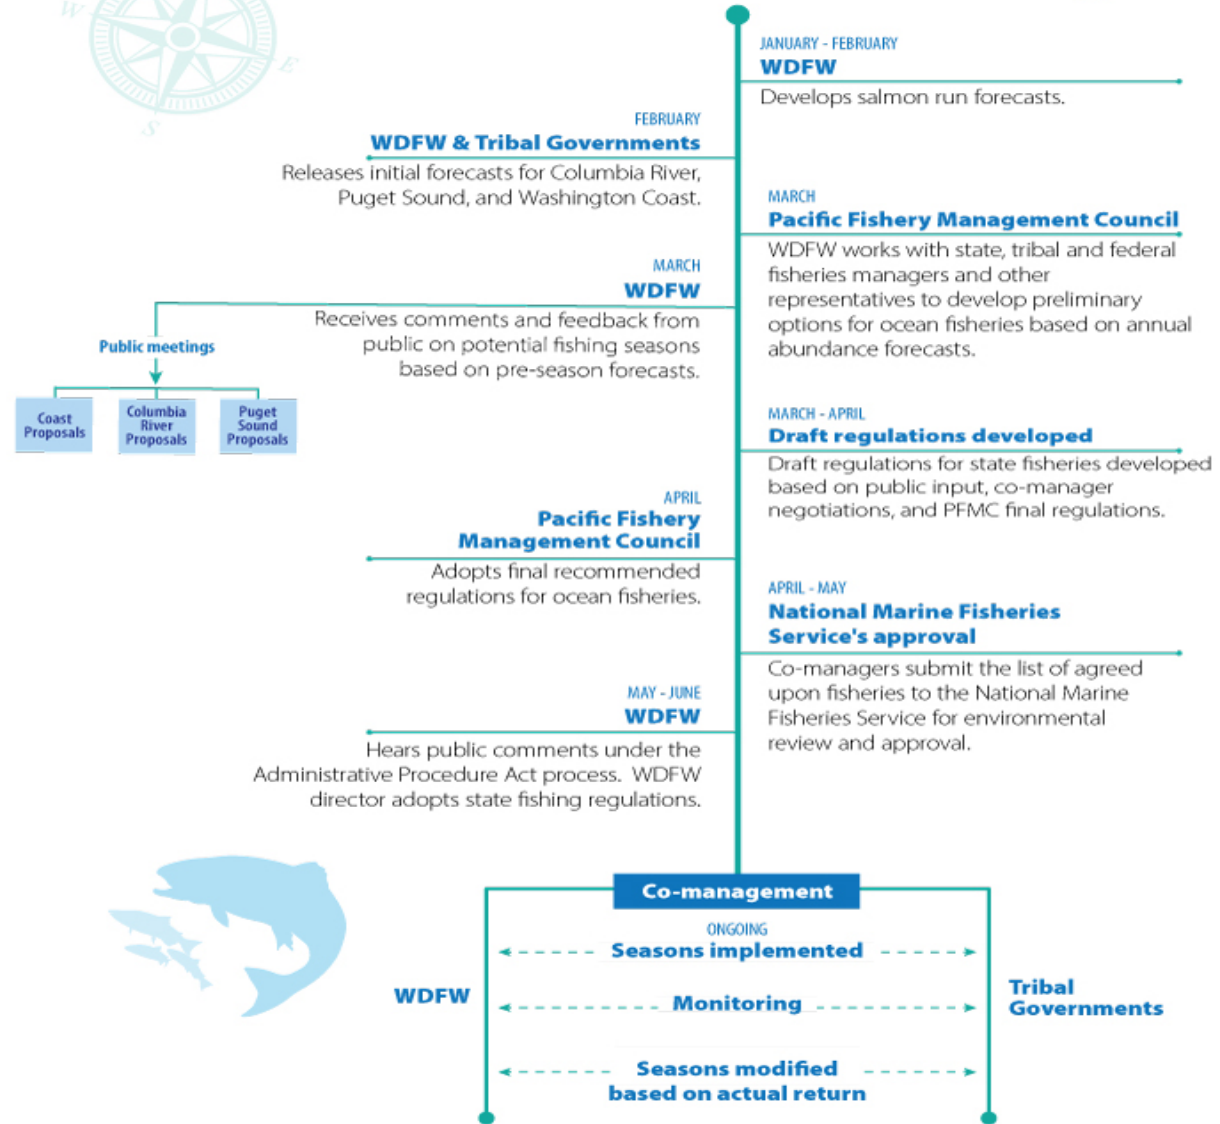 W
E
S
JANUARY - FEBRUARY
WDFW
Develops salmon run forecasts.
FEBRUARY
WDFW & Tribal Governments
Releases initial forecasts for Columbia River,
Puget Sound, and Washington Coast.
MARCH
Pacific Fishery Management Council
WDFW works with state, tribal and federal
fisheries managers and other
representatives to develop preliminary
options for ocean fisheries based on annual
abundance forecasts.
MARCH
WDFW
Receives comments and feedback from
public on potential fishing seasons
based on pre-season forecasts.
Public meetings
Coast
Proposals
Columbia
River
Proposals
Puget
Sound
Proposals
MARCH - APRIL
Draft regulations developed
Draft regulations for state fisheries developed
based on public input, co-manager
negotiations, and PFMC final regulations.
APRIL
Pacific Fishery
Management Council
Adopts final recommended
regulations for ocean fisheries.
APRIL - MAY
National Marine Fisheries
Service's approval
Co-managers submit the list of agreed
upon fisheries to the National Marine
Fisheries Service for environmental
review and approval.
MAY - JUNE
WDFW
Hears public comments under the
Administrative Procedure Act process.  WDFW
director adopts state fishing regulations.
Co-management
ONGOING
Seasons implemented
WDFW
Monitoring
Tribal
Governments
Seasons modified
based on actual return